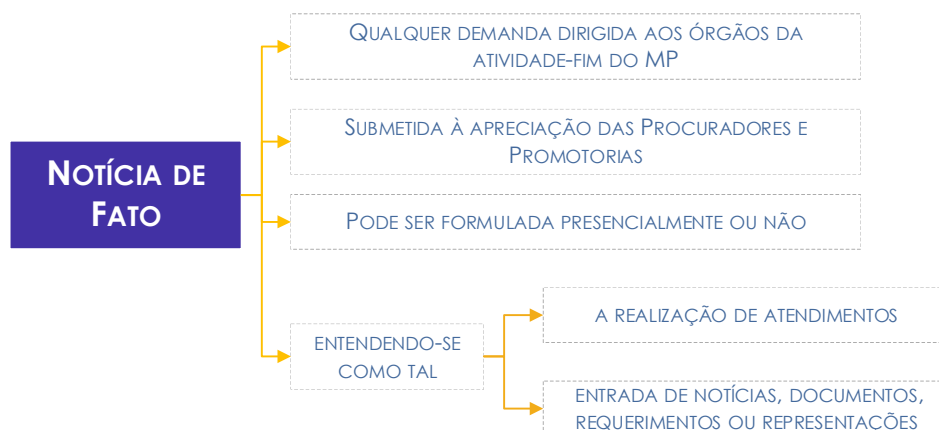 QUALQUER DEMANDA DIRIGIDA AOS ÓRGÃOS DA
ATIVIDADE-FIM DO MP
SUBMETIDA À APRECIAÇÃO DAS PROCURADORES E
PROMOTORIAS
NOTÍCIA DE
FATO
PODE SER FORMULADA PRESENCIALMENTE OU NÃO
ENTENDENDO-SE
COMO TAL
A REALIZAÇÃO DE ATENDIMENTOS
ENTRADA DE NOTÍCIAS, DOCUMENTOS,
REQUERIMENTOS OU REPRESENTAÇÕES